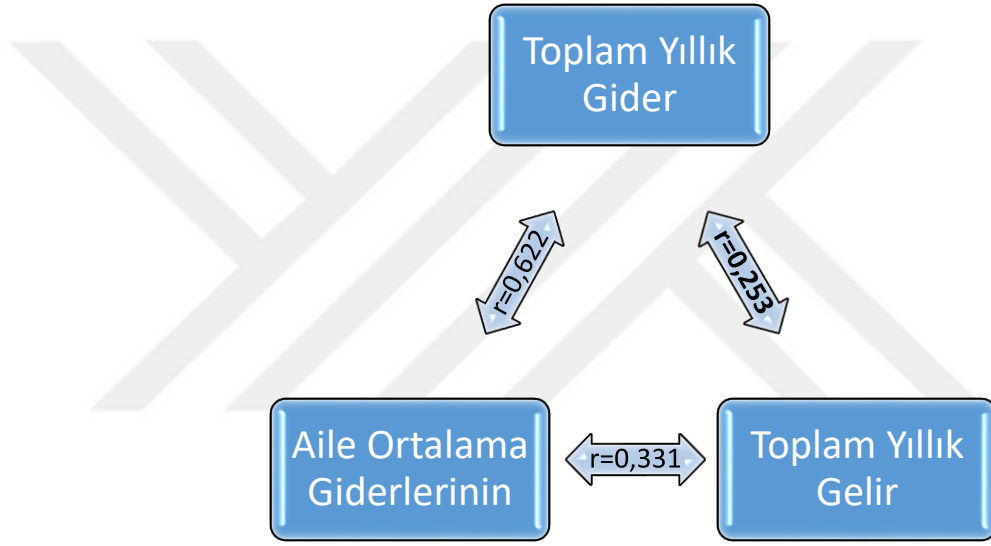 Toplam Yıllık
Gider
r=0,622
r=0,253
Aile Ortalama
Giderlerinin
r=0,331
Toplam Yıllık
Gelir